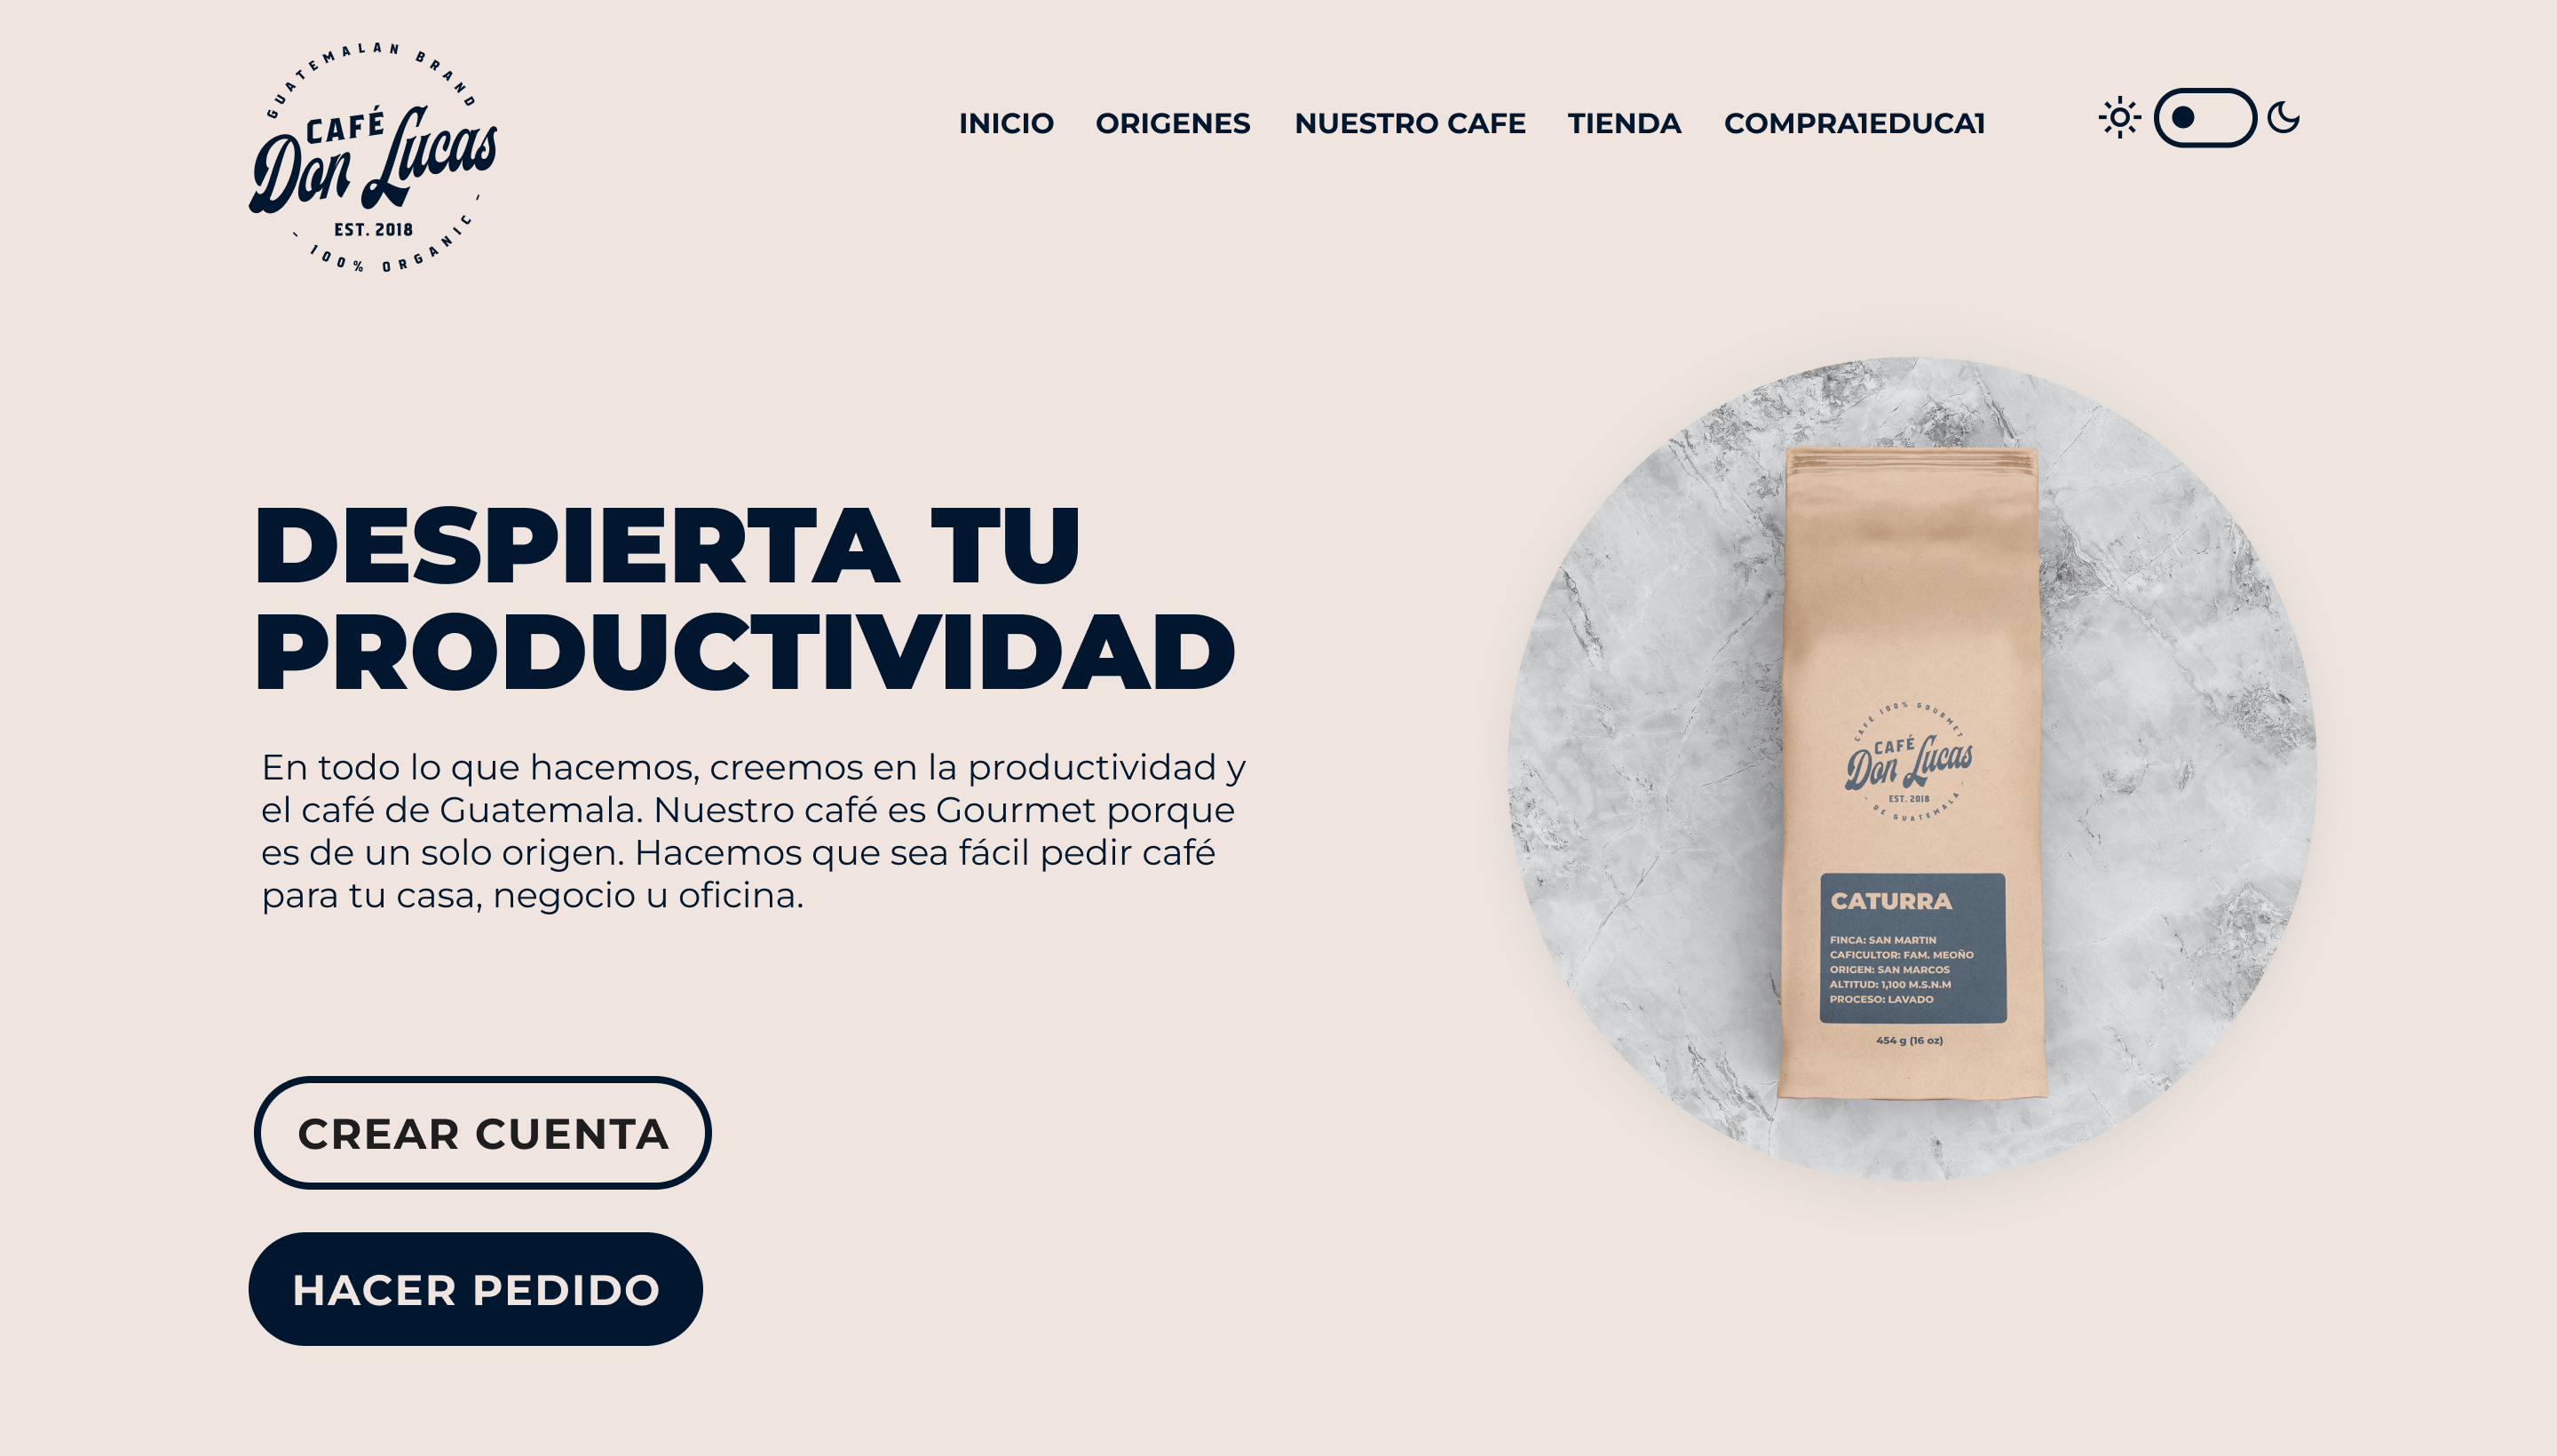 GUATEMALAN BRAND
CAFÉ
Don Lucas
EST. 2018
- 100% ORGANIC -
INICIO ORIGENES NUESTRO CAFE TIENDA COMPRA1EDUCA1
DESPIERTA TU
PRODUCTIVIDAD
En todo lo que hacemos, creemos en la productividad y
el café de Guatemala. Nuestro café es Gourmet porque
es de un solo origen. Hacemos que sea fácil pedir café
para tu casa, negocio u oficina.
CREAR CUENTA
HACER PEDIDO
CAFÉ 100% GOURMET
CAFÉ
Don Lucas
EST. 2018
- DE GUATEMALA -
CATURRA
FINCA: SAN MARTIN
CAFICULTOR: FAM. MEOÑO
ORIGEN: SAN MARCOS
ALTITUD: 1,100 M.S.N.M
PROCESO: LAVADO
454 g (16 oz)